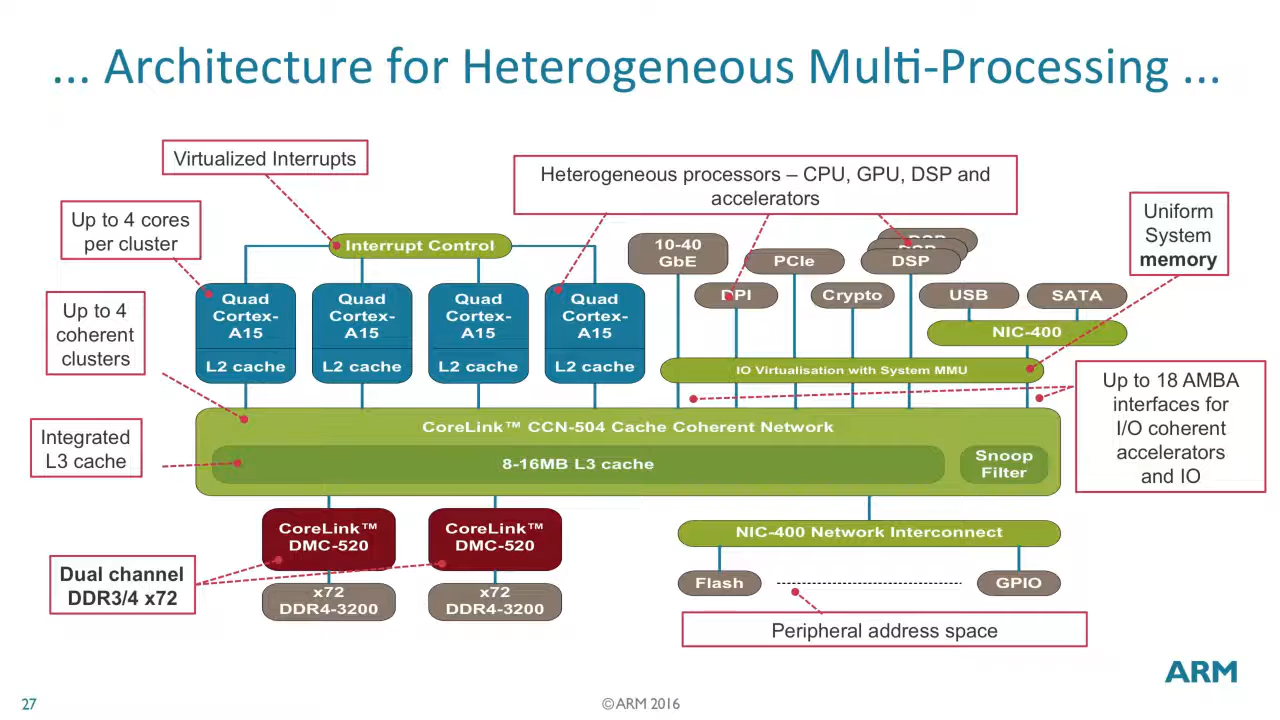 ... Architecture for Heterogeneous Multi-Processing ...
Virtualized Interrupts
Heterogeneous processors – CPU, GPU, DSP and
accelerators
Up to 4 cores
per cluster
Uniform
System
memory
Interrupt Control
10-40
GbE
PCIe
DSP
DSP
DSP
DPI
Crypto
USB
SATA
NIC-400
Quad
Cortex-
A15
L2 cache
Quad
Cortex-
A15
L2 cache
Quad
Cortex-
A15
L2 cache
Quad
Cortex-
A15
L2 cache
Up to 4
coherent
clusters
IO Virtualisation with System MMU
Up to 18 AMBA
interfaces for
I/O coherent
accelerators
and IO
CoreLink™ CCN-504 Cache Coherent Network
Integrated
L3 cache
8-16MB L3 cache
Snoop
Filter
CoreLink™
DMC-520
CoreLink™
DMC-520
NIC-400 Network Interconnect
Dual channel
DDR3/4 x72
x72
DDR4-3200
x72
DDR4-3200
Flash
GPIO
Peripheral address space
ARM
27
© ARM 2016